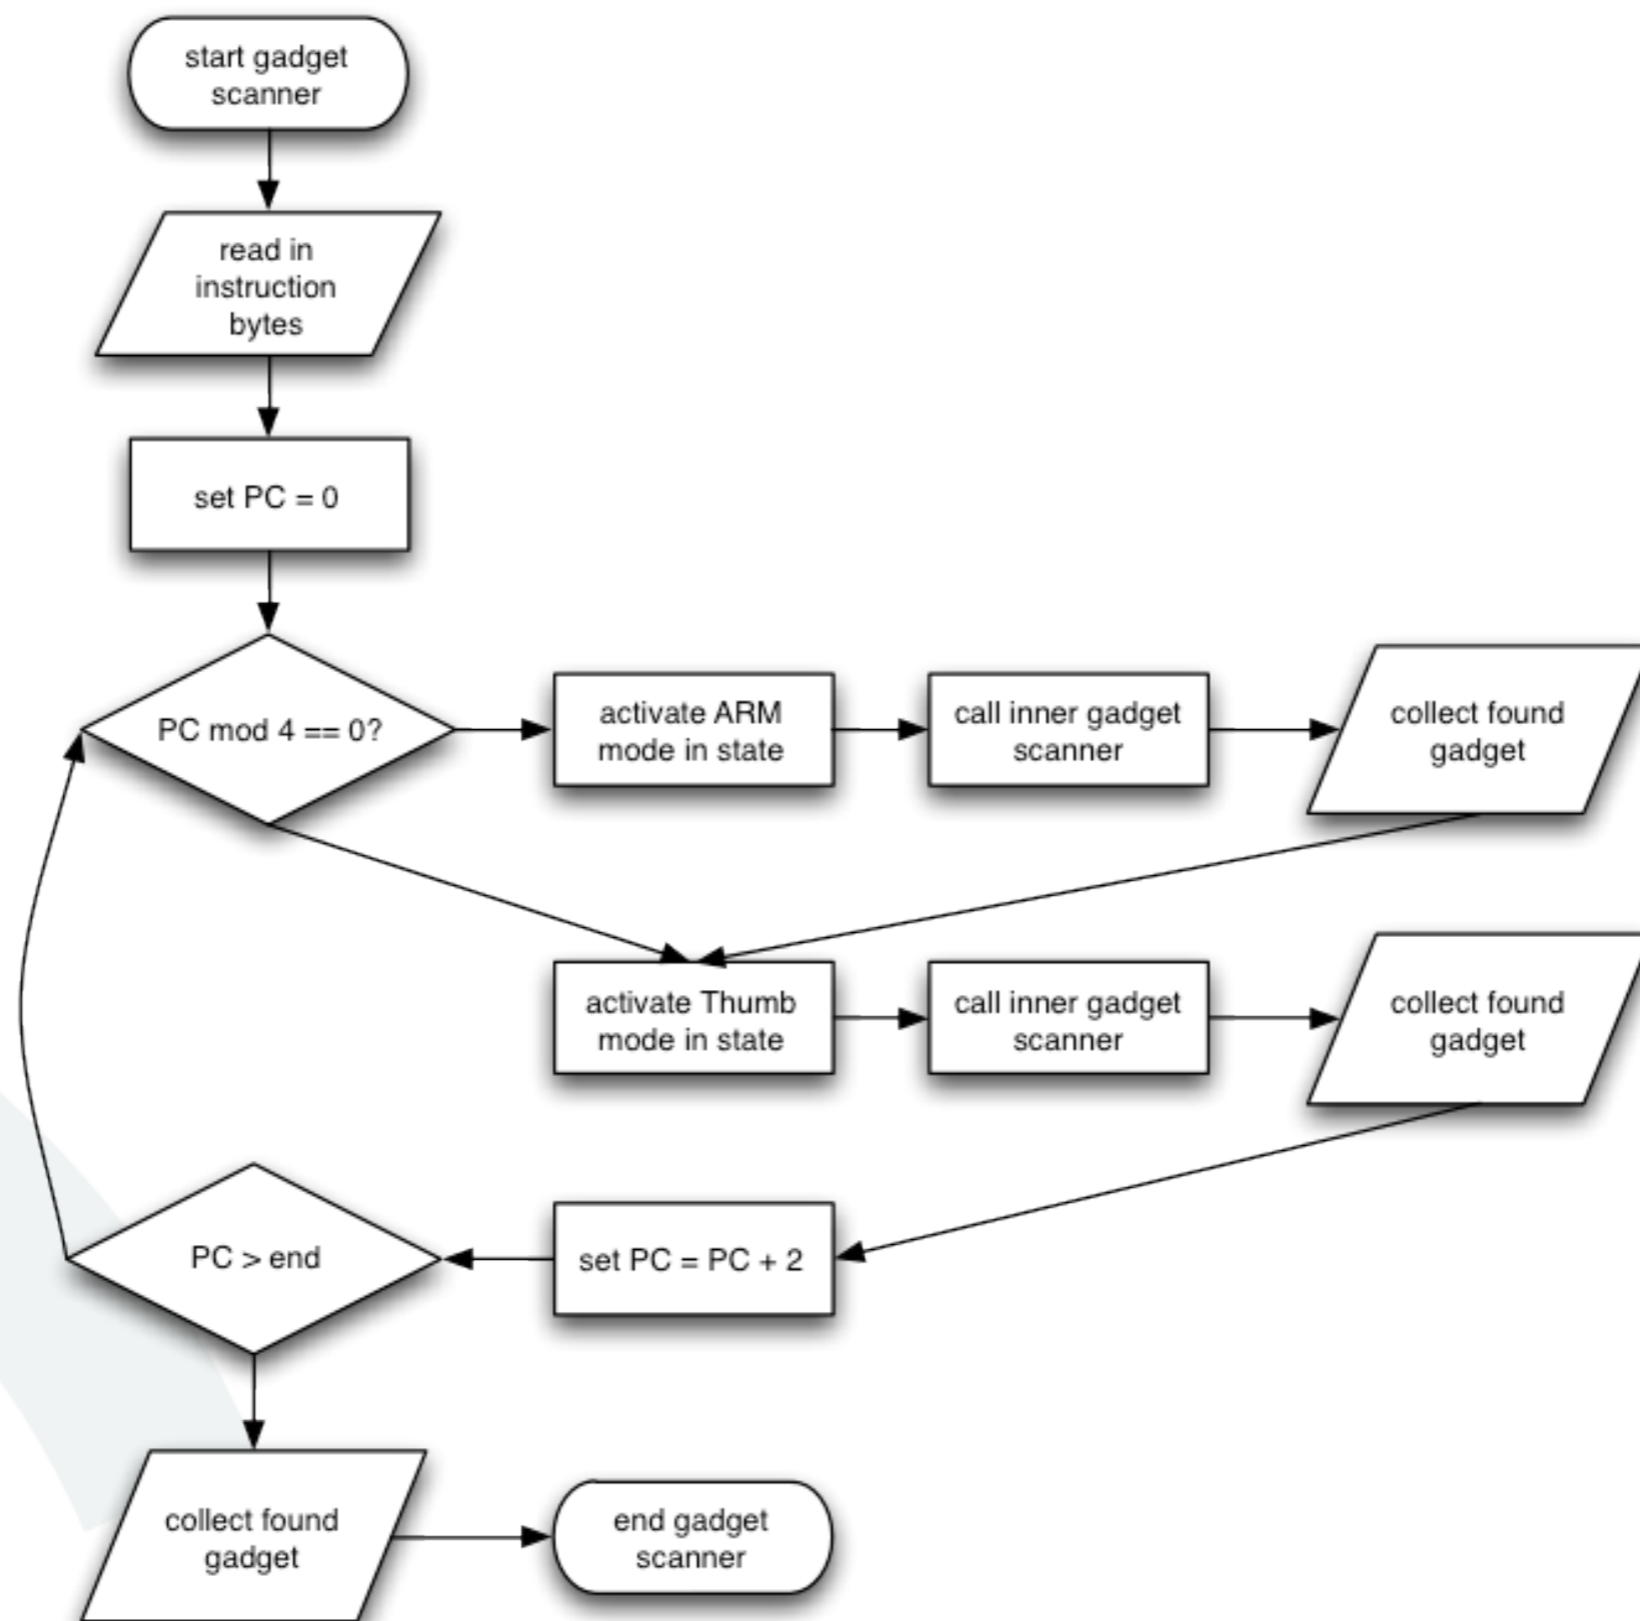 start gadget
scanner
read in
instruction
bytes
set PC = 0
PC mod 4 == 0?
activate ARM
mode in state
call inner gadget
scanner
collect found
gadget
activate Thumb
mode in state
call inner gadget
scanner
collect found
gadget
PC > end
set PC = PC + 2
collect found
gadget
end gadget
scanner